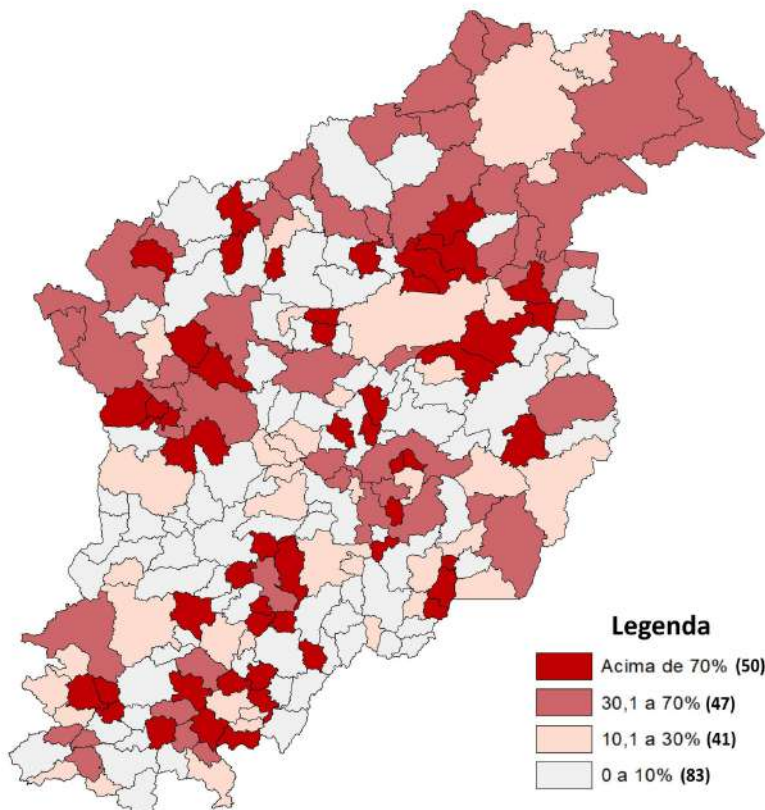 Legenda
Acima de 70% (50)
30,1 a 70% (47)
10,1 a 30% (41)
0 a 10% (83)